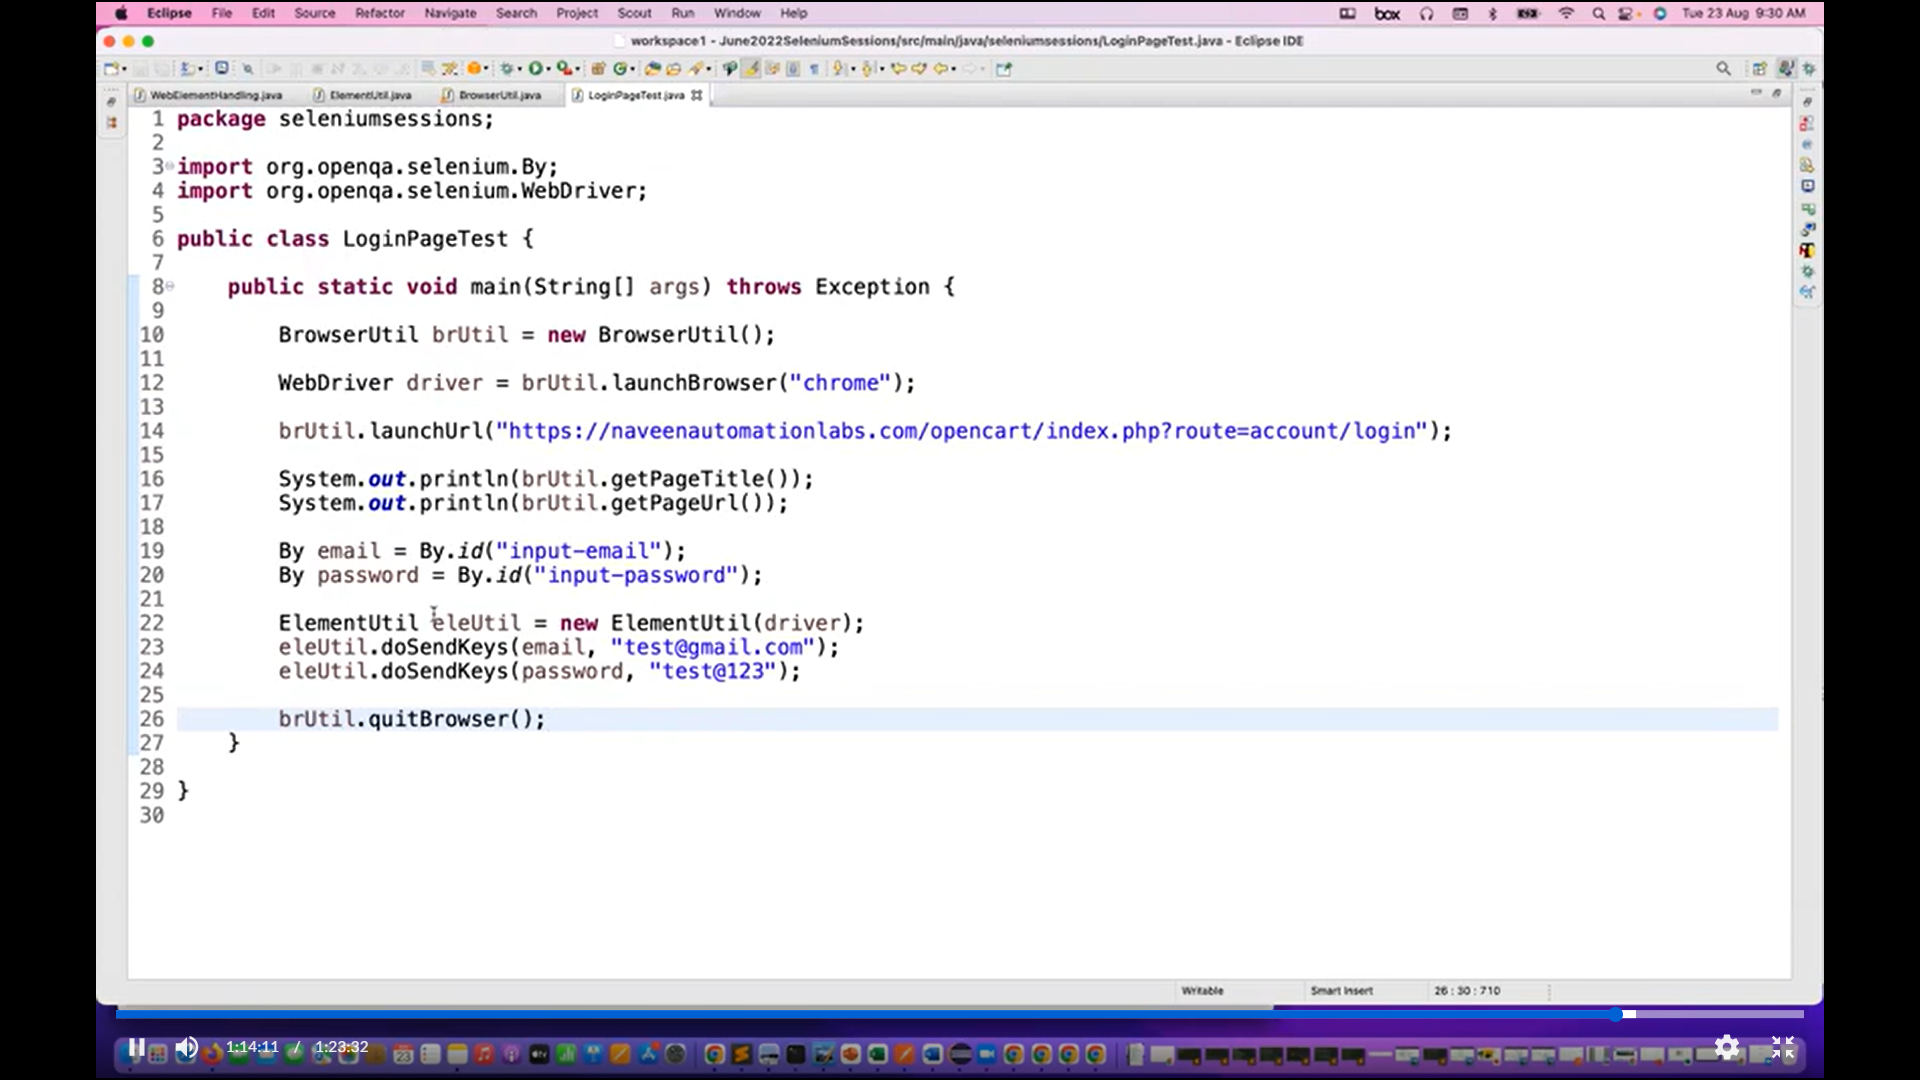 Eclipse File Edit Source Refactor Navigate Search Project Scout Run Window Help box Tue 23 Aug 9:30 AM
workspace1 - June2022SeleniumSessions/src/main/java/seleniumsessions/LoginPageTest.java - Eclipse IDE
WebElementHandling.java ElementUtil.java BrowserUtil.java LoginPageTest.java
1 package seleniumsessions;
2
3 import org.openqa.selenium.By;
4 import org.openqa.selenium.WebDriver;
5
6 public class LoginPageTest {
7
8 public static void main(String[] args) throws Exception {
9
10 BrowserUtil brUtil = new BrowserUtil();
11
12 WebDriver driver = brUtil.launchBrowser("chrome");
13
14 brUtil.launchUrl("https://naveenautomationlabs.com/opencart/index.php?route=account/login");
15
16 System.out.println(brUtil.getPageTitle());
17 System.out.println(brUtil.getPageUrl());
18
19 By email = By.id("input-email");
20 By password = By.id("input-password");
21
22 ElementUtil eleUtil = new ElementUtil(driver);
23 eleUtil.doSendKeys(email, "test@gmail.com");
24 eleUtil.doSendKeys(password, "test@123");
25
26 brUtil.quitBrowser();
27 }
28
29 }
30
Writable Smart Insert 26 : 30 : 710
1:14:11 / 1:23:32
23